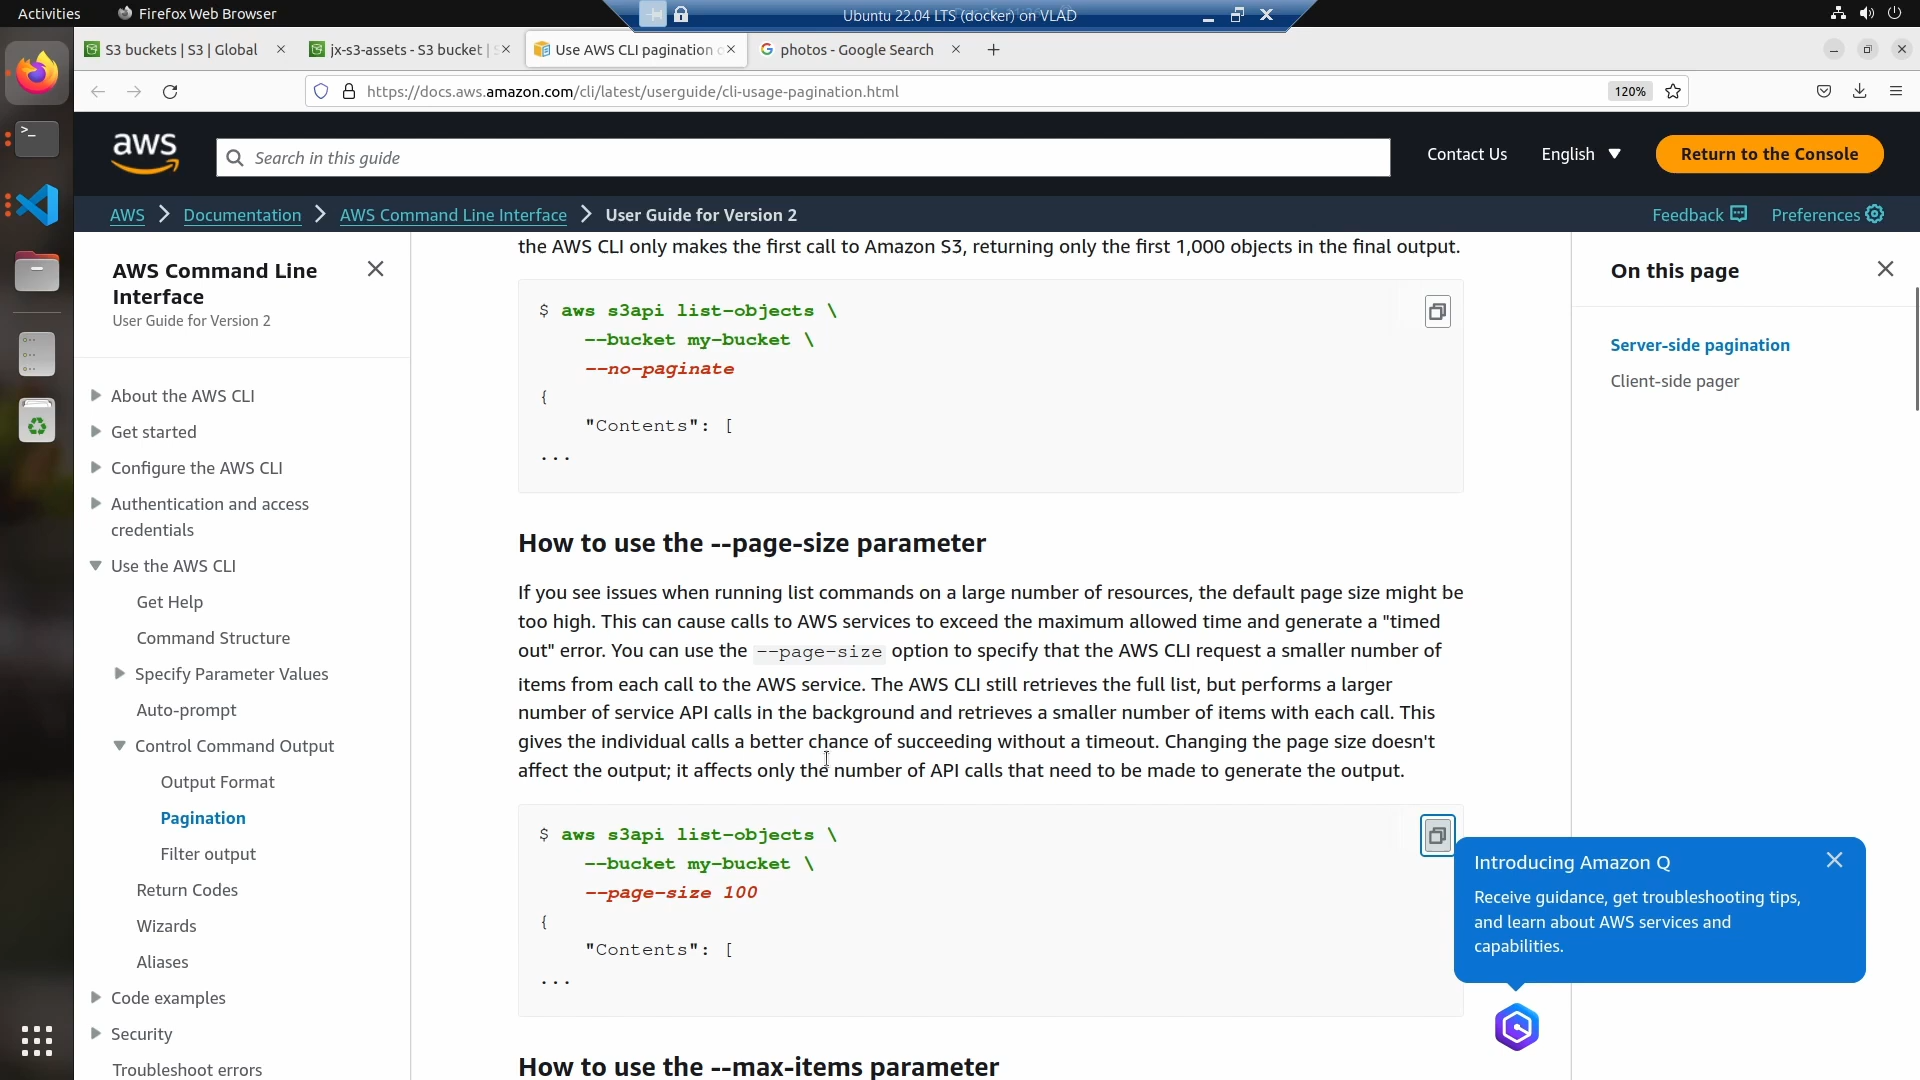 Activities
Firefox Web Browser
Ubuntu 22.04 LTS (docker) on VLAD
S3 buckets | S3 | Global
jx-s3-assets - S3 bucket |
Use AWS CLI pagination
photos - Google Search
https://docs.aws.amazon.com/cli/latest/userguide/cli-usage-pagination.html
120%
aws
Search in this guide
Contact Us
English
Return to the Console
AWS
Documentation
AWS Command Line Interface
User Guide for Version 2
Feedback
Preferences
AWS Command Line
Interface
User Guide for Version 2
About the AWS CLI
Get started
Configure the AWS CLI
Authentication and access
credentials
Use the AWS CLI
Get Help
Command Structure
Specify Parameter Values
Auto-prompt
Control Command Output
Output Format
Pagination
Filter output
Return Codes
Wizards
Aliases
Code examples
Security
Troubleshoot errors
the AWS CLI only makes the first call to Amazon S3, returning only the first 1,000 objects in the final output.
$ aws s3api list-objects \
--bucket my-bucket \
--no-paginate
{
"Contents": [
...
How to use the --page-size parameter
If you see issues when running list commands on a large number of resources, the default page size might be
too high. This can cause calls to AWS services to exceed the maximum allowed time and generate a "timed
out" error. You can use the --page-size option to specify that the AWS CLI request a smaller number of
items from each call to the AWS service. The AWS CLI still retrieves the full list, but performs a larger
number of service API calls in the background and retrieves a smaller number of items with each call. This
gives the individual calls a better chance of succeeding without a timeout. Changing the page size doesn't
affect the output; it affects only the number of API calls that need to be made to generate the output.
$ aws s3api list-objects \
--bucket my-bucket \
--page-size 100
{
"Contents": [
...
How to use the --max-items parameter
On this page
Server-side pagination
Client-side pager
Introducing Amazon Q
Receive guidance, get troubleshooting tips,
and learn about AWS services and
capabilities.